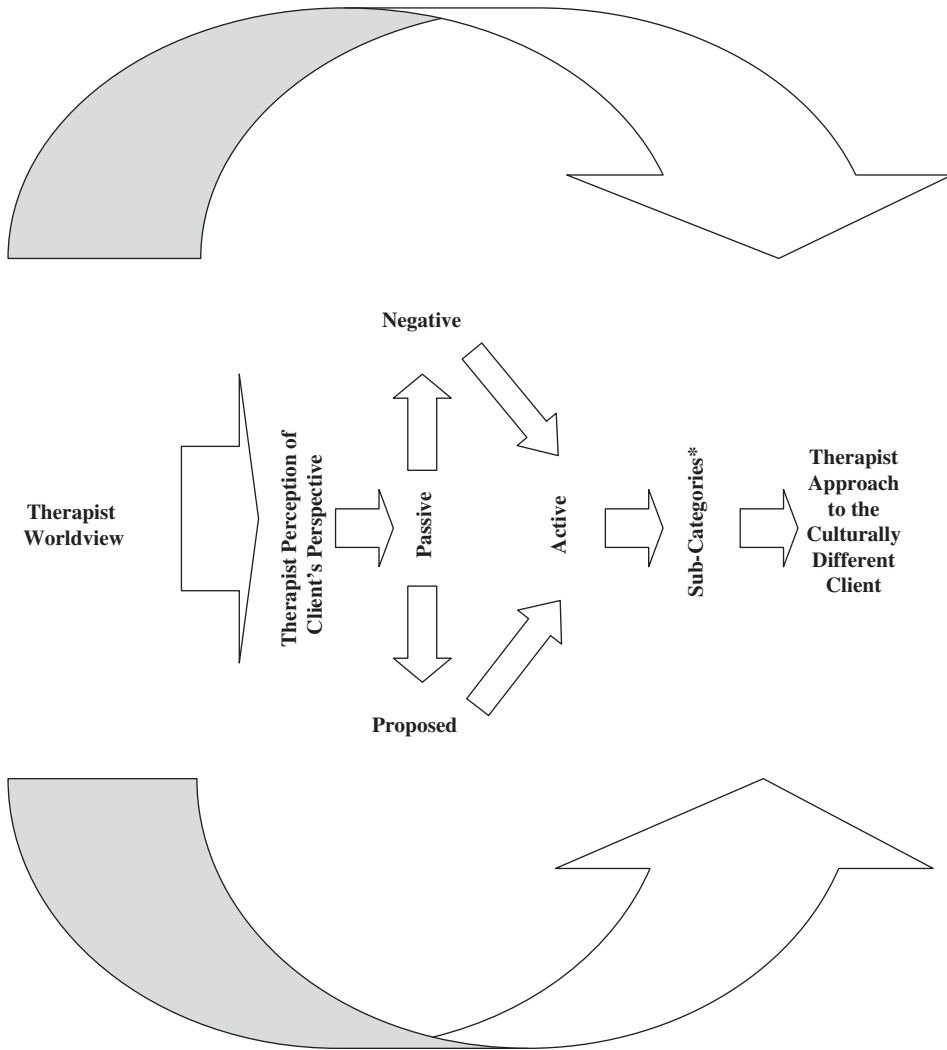 Negative
Therapist
Worldview
Therapist Perception of
Client's Perspective
Passive
Active
Sub-Categories*
Therapist
Approach
to the
Culturally
Different
Client
Proposed